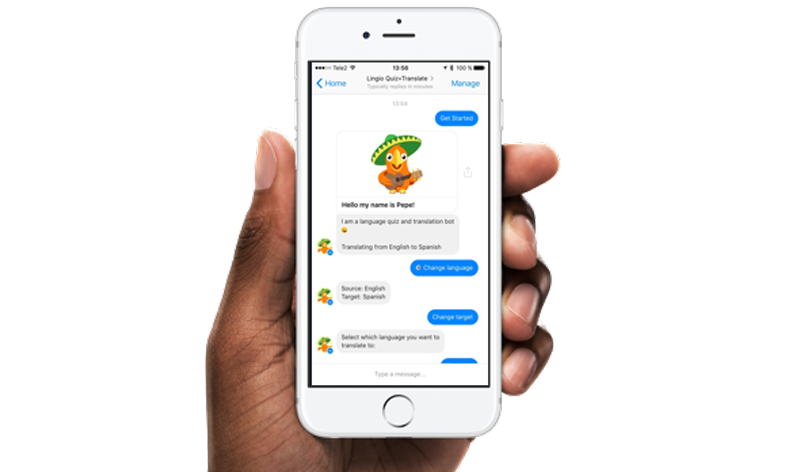 Tele2 13:56 100 %
Home Lingio Quiz+Translate Manage
Typically replies in minutes
13:54
Get Started
Hello my name is Pepe!
I am a language quiz and translation bot
Translating from English to Spanish
Change language
Source: English
Target: Spanish
Change target
Select which language you want to
translate to:
Type a message...